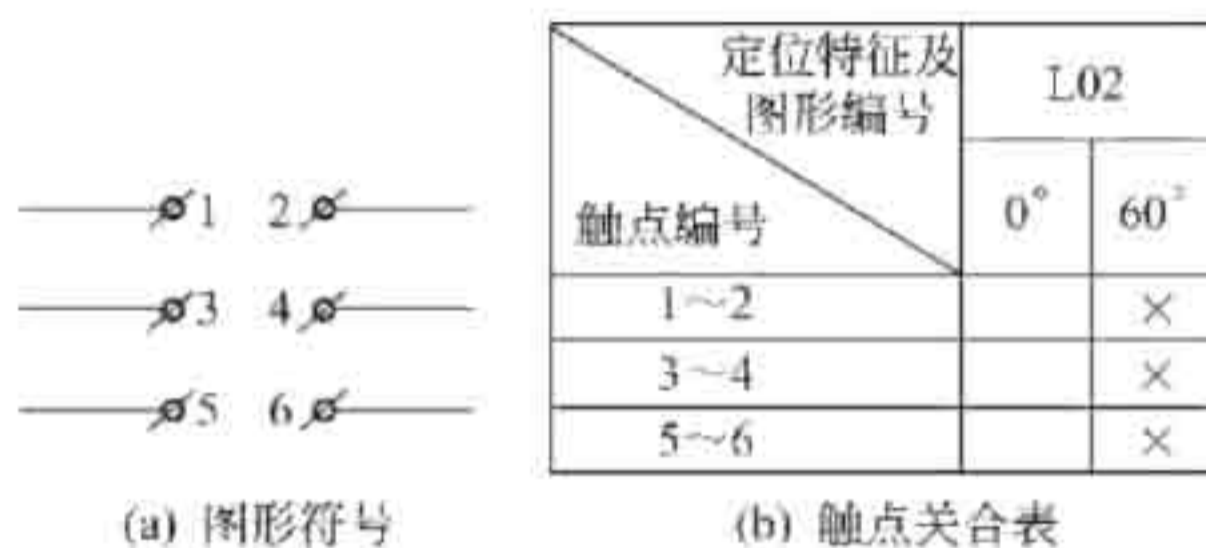 1 2
3 4
5 6
(a) 图形符号
定位特征及
图形编号
L02
触点编号
0° 60°
1～2 ×
3～4 ×
5～6 ×
(b) 触点关合表